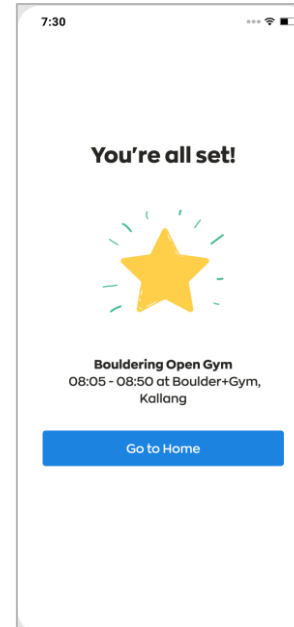 7:30
You're all set!
Bouldering Open Gym
08:05 - 08:50 at Boulder+Gym,
Kallang
Go to Home